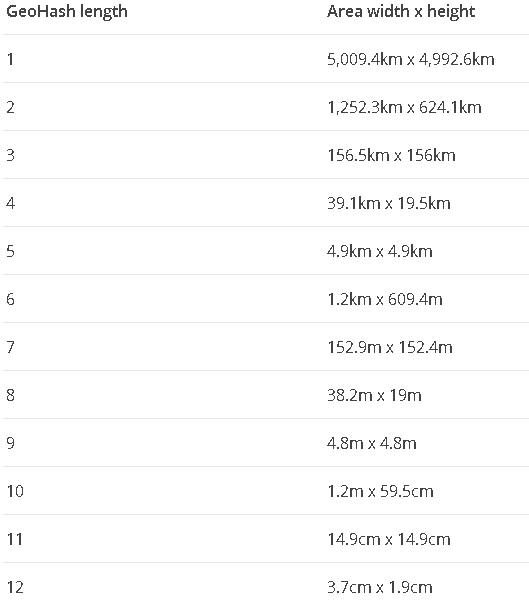 GeoHash length Area width x height
1 5,009.4km x 4,992.6km
2 1,252.3km x 624.1km
3 156.5km x 156km
4 39.1km x 19.5km
5 4.9km x 4.9km
6 1.2km x 609.4m
7 152.9m x 152.4m
8 38.2m x 19m
9 4.8m x 4.8m
10 1.2m x 59.5cm
11 14.9cm x 14.9cm
12 3.7cm x 1.9cm